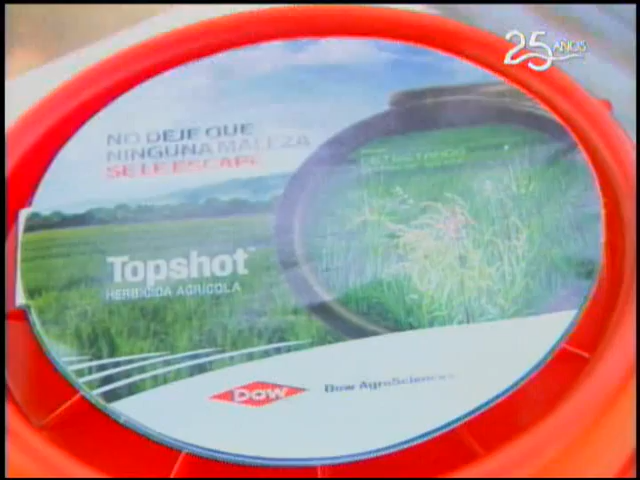 25 AÑOS
NO DEJE QUE
NINGUNA MALEZA
SE LE ESCAPE
Topshot
HERBICIDA AGRÍCOLA
Dow
Dow AgroSciences